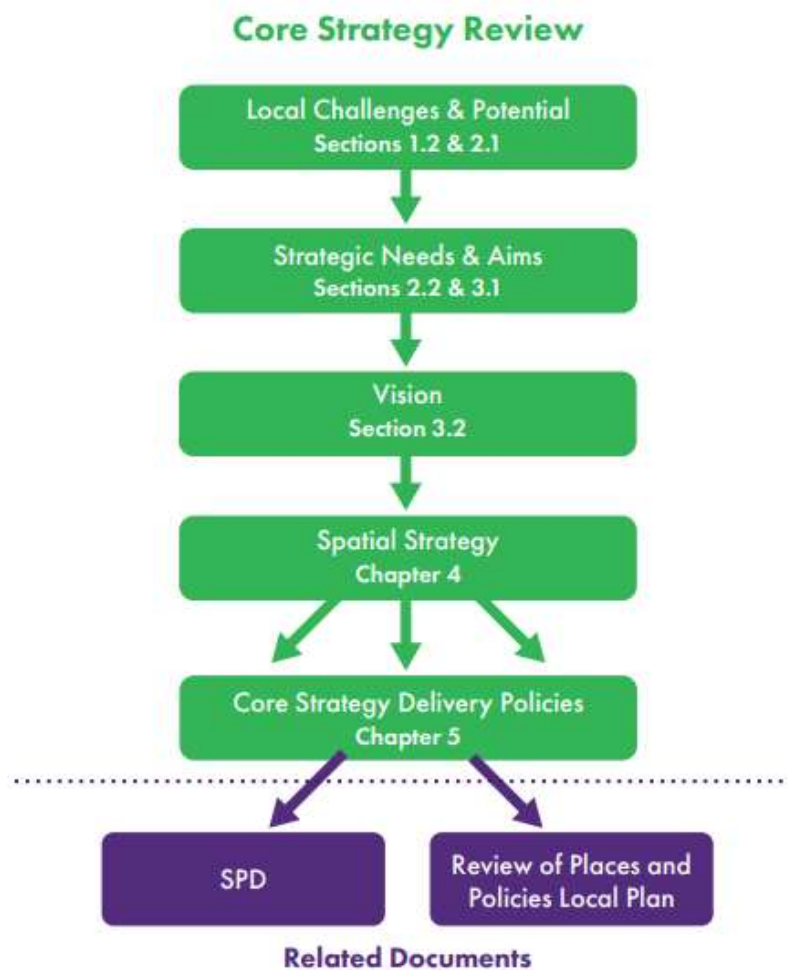 Core Strategy Review
Local Challenges & Potential
Sections 1.2 & 2.1
Strategic Needs & Aims
Sections 2.2 & 3.1
Vision
Section 3.2
Spatial Strategy
Chapter 4
Core Strategy Delivery Policies
Chapter 5
SPD
Review of Places and
Policies Local Plan
Related Documents